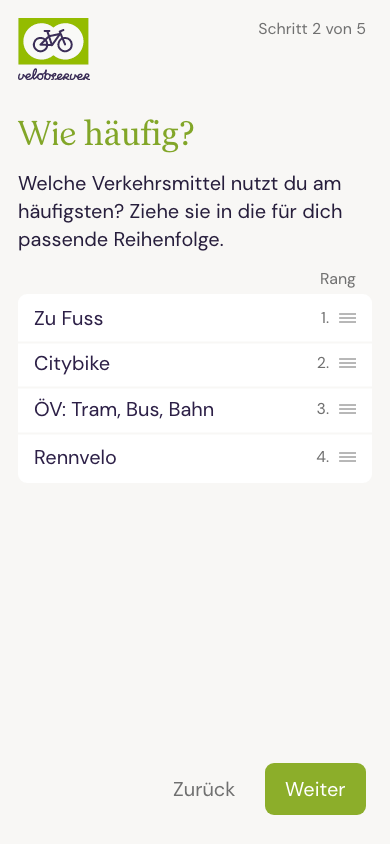 velobserver
Schritt 2 von 5
Wie häufig?
Welche Verkehrsmittel nutzt du am
häufigsten? Ziehe sie in die für dich
passende Reihenfolge.
Rang
Zu Fuss 1.
Citybike 2.
ÖV: Tram, Bus, Bahn 3.
Rennvelo 4.
Zurück Weiter